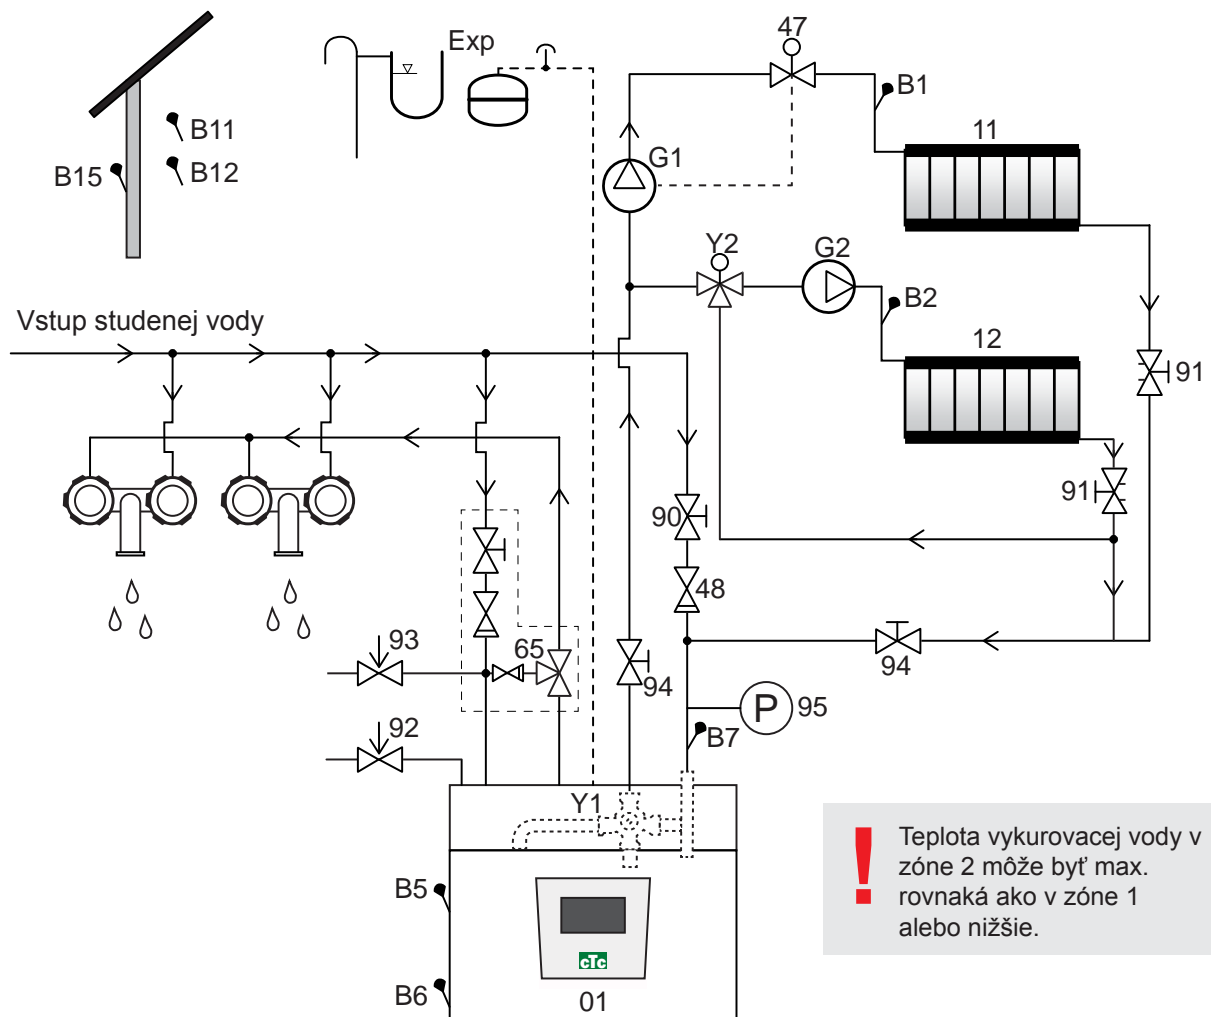 47
Exp
B1
B11
11
G1
B15
B12
Y2
G2
B2
Vstup studenej vody
12
91
91
90
48
93
65
94
94
P
95
92
B7
Y1
! Teplota vykurovacej vody v
zóne 2 môže byť max.
rovnaká ako v zóne 1
alebo nižšie.
B5
cTc
B6
01